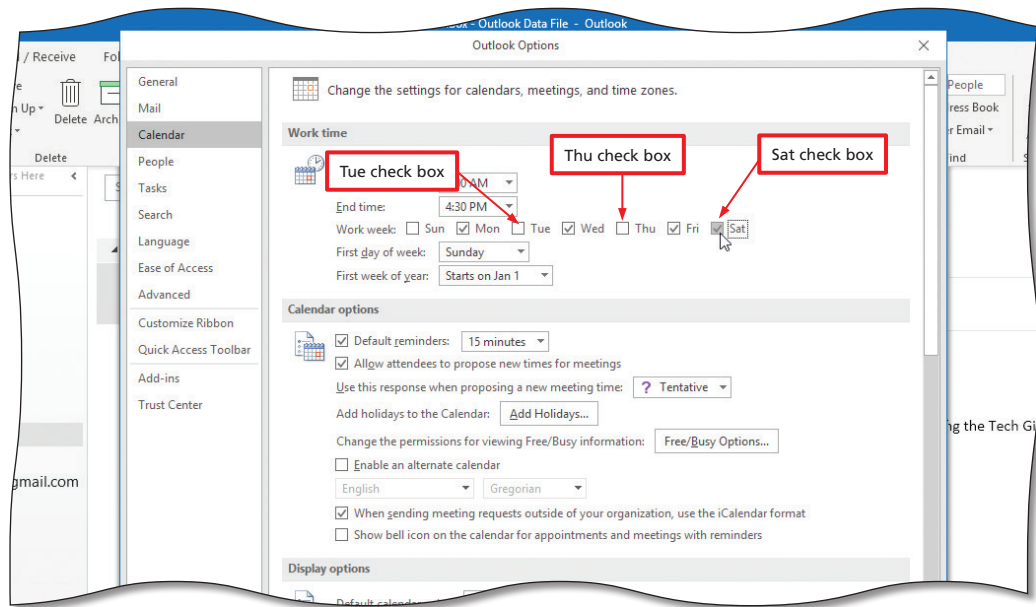 - Outlook Data File - Outlook
Outlook Options
/ Receive
Fol
People
ress Book
r Email
ind
n Up
Delete
Arch
Delete
rs Here
gmail.com
ng the Tech Gi
General
Mail
Calendar
People
Tasks
Search
Language
Ease of Access
Advanced
Customize Ribbon
Quick Access Toolbar
Add-ins
Trust Center
Change the settings for calendars, meetings, and time zones.
Work time
Tue check box
Thu check box
Sat check box
AM
End time: 4:30 PM
Work week: Sun Mon Tue Wed Thu Fri Sat
First day of week: Sunday
First week of year: Starts on Jan 1
Calendar options
Default reminders: 15 minutes
Allow attendees to propose new times for meetings
Use this response when proposing a new meeting time: ? Tentative
Add holidays to the Calendar: Add Holidays...
Change the permissions for viewing Free/Busy information: Free/Busy Options...
Enable an alternate calendar
English Gregorian
When sending meeting requests outside of your organization, use the iCalendar format
Show bell icon on the calendar for appointments and meetings with reminders
Display options
Default calendar